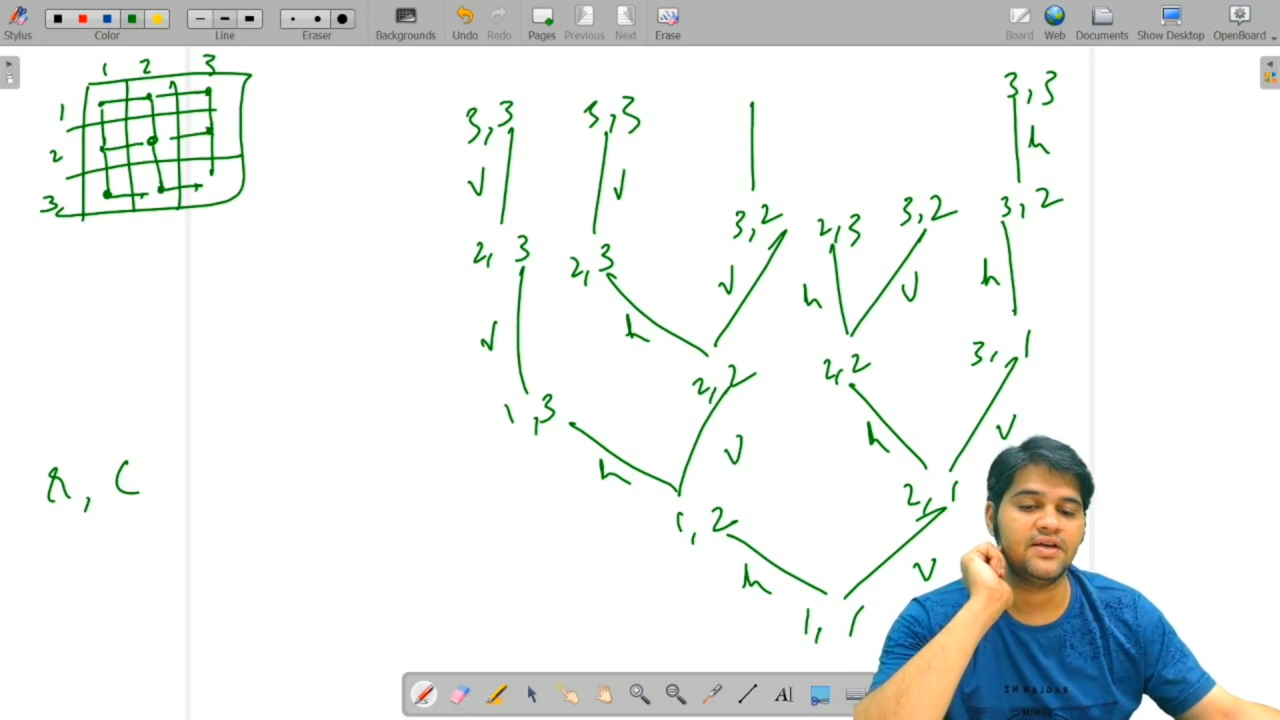 Stylus
Color
Line
Eraser
Backgrounds
Undo
Redo
Pages
Previous
Next
Erase
Board
Web
Documents
Show Desktop
OpenBoard
1 2 3
1
2
3
3,3 3,3 3,3
v v h
2,3 2,3 3,2 2,3 3,2 3,2
v h v h v h
1,3 2,2 2,2 3,1
h v h v
1,2 2,1
h v
1,1
r, c
AI